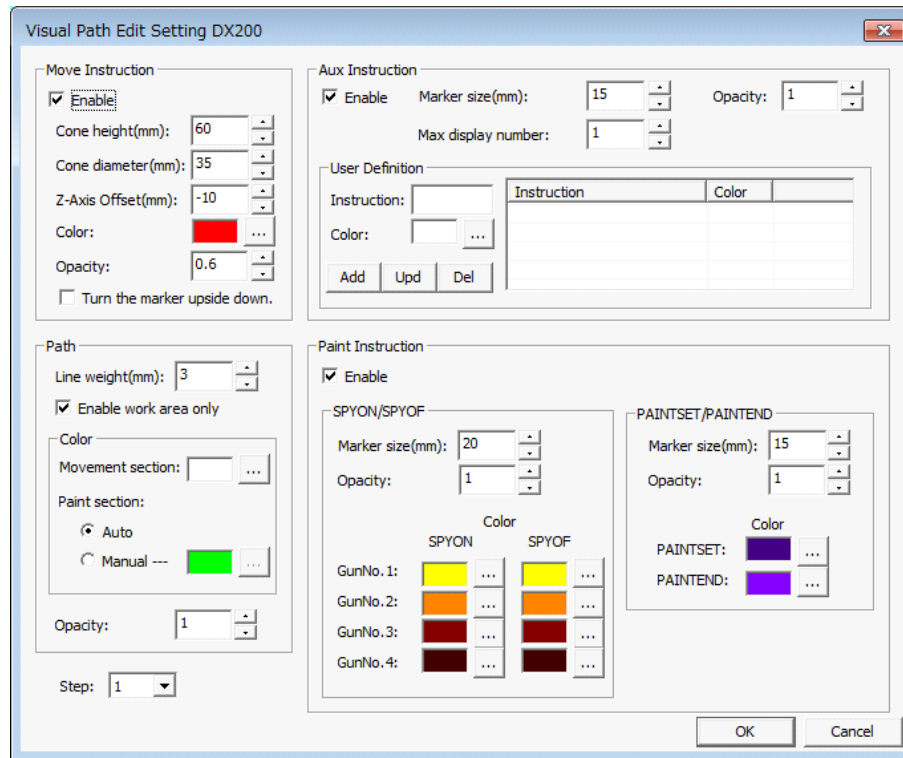 Visual Path Edit Setting DX200
Move Instruction
Enable
Cone height(mm): 60
Cone diameter(mm): 35
Z-Axis Offset(mm): -10
Color: ...
Opacity: 0.6
Turn the marker upside down.
Aux Instruction
Enable Marker size(mm): 15 Opacity: 1
Max display number: 1
User Definition
Instruction:
Color: ...
Add Upd Del
Instruction Color
Path
Line weight(mm): 3
Enable work area only
Color
Movement section: ...
Paint section:
Auto
Manual --- ...
Opacity: 1
Step: 1
Paint Instruction
Enable
SPYON/SPYOF
Marker size(mm): 20
Opacity: 1
Color
SPYON SPYOF
GunNo.1: ... ...
GunNo.2: ... ...
GunNo.3: ... ...
GunNo.4: ... ...
PAINTSET/PAINTEND
Marker size(mm): 15
Opacity: 1
Color
PAINTSET: ...
PAINTEND: ...
OK Cancel